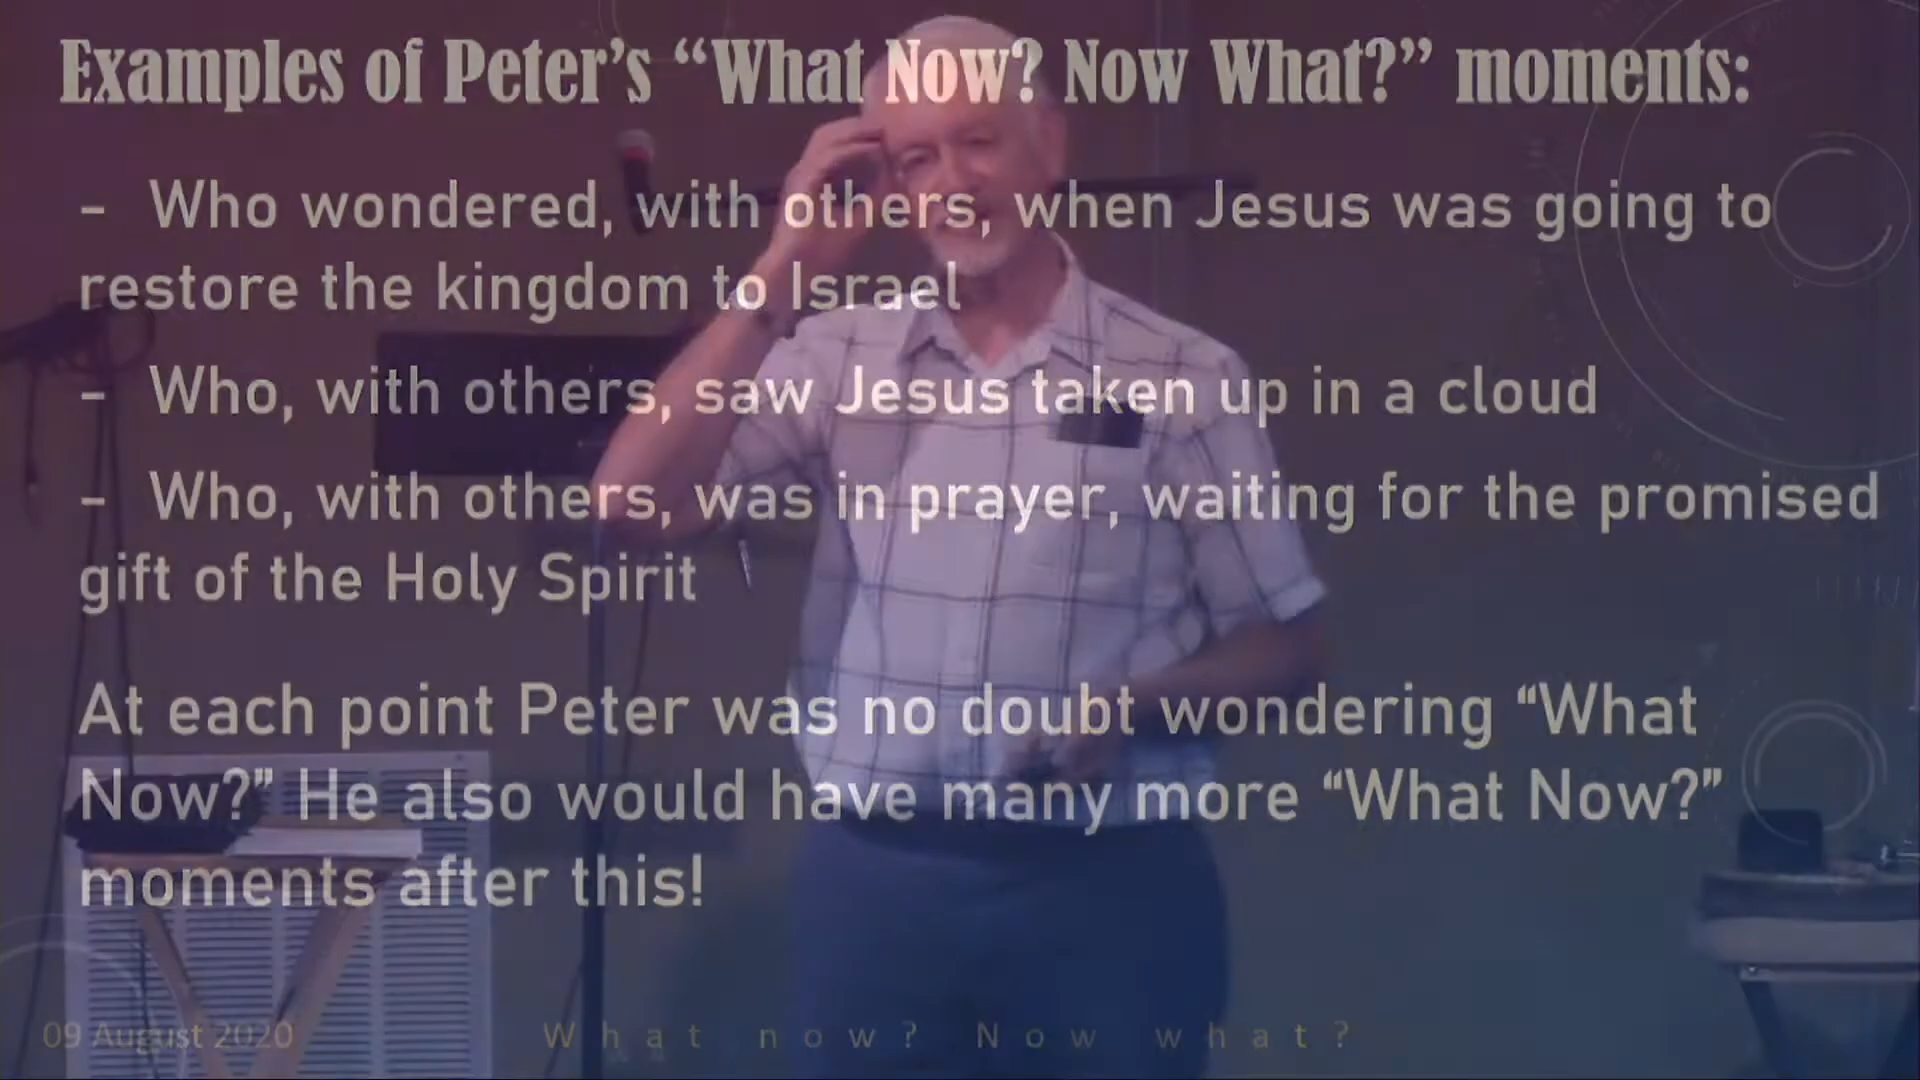 Examples of Peter's “What Now? Now What?” moments:
- Who wondered, with others, when Jesus was going to
restore the kingdom to Israel
- Who, with others, saw Jesus taken up in a cloud
- Who, with others, was in prayer, waiting for the promised
gift of the Holy Spirit
At each point Peter was no doubt wondering “What
Now?” He also would have many more “What Now?”
moments after this!
09 August 2020
What now? Now what?